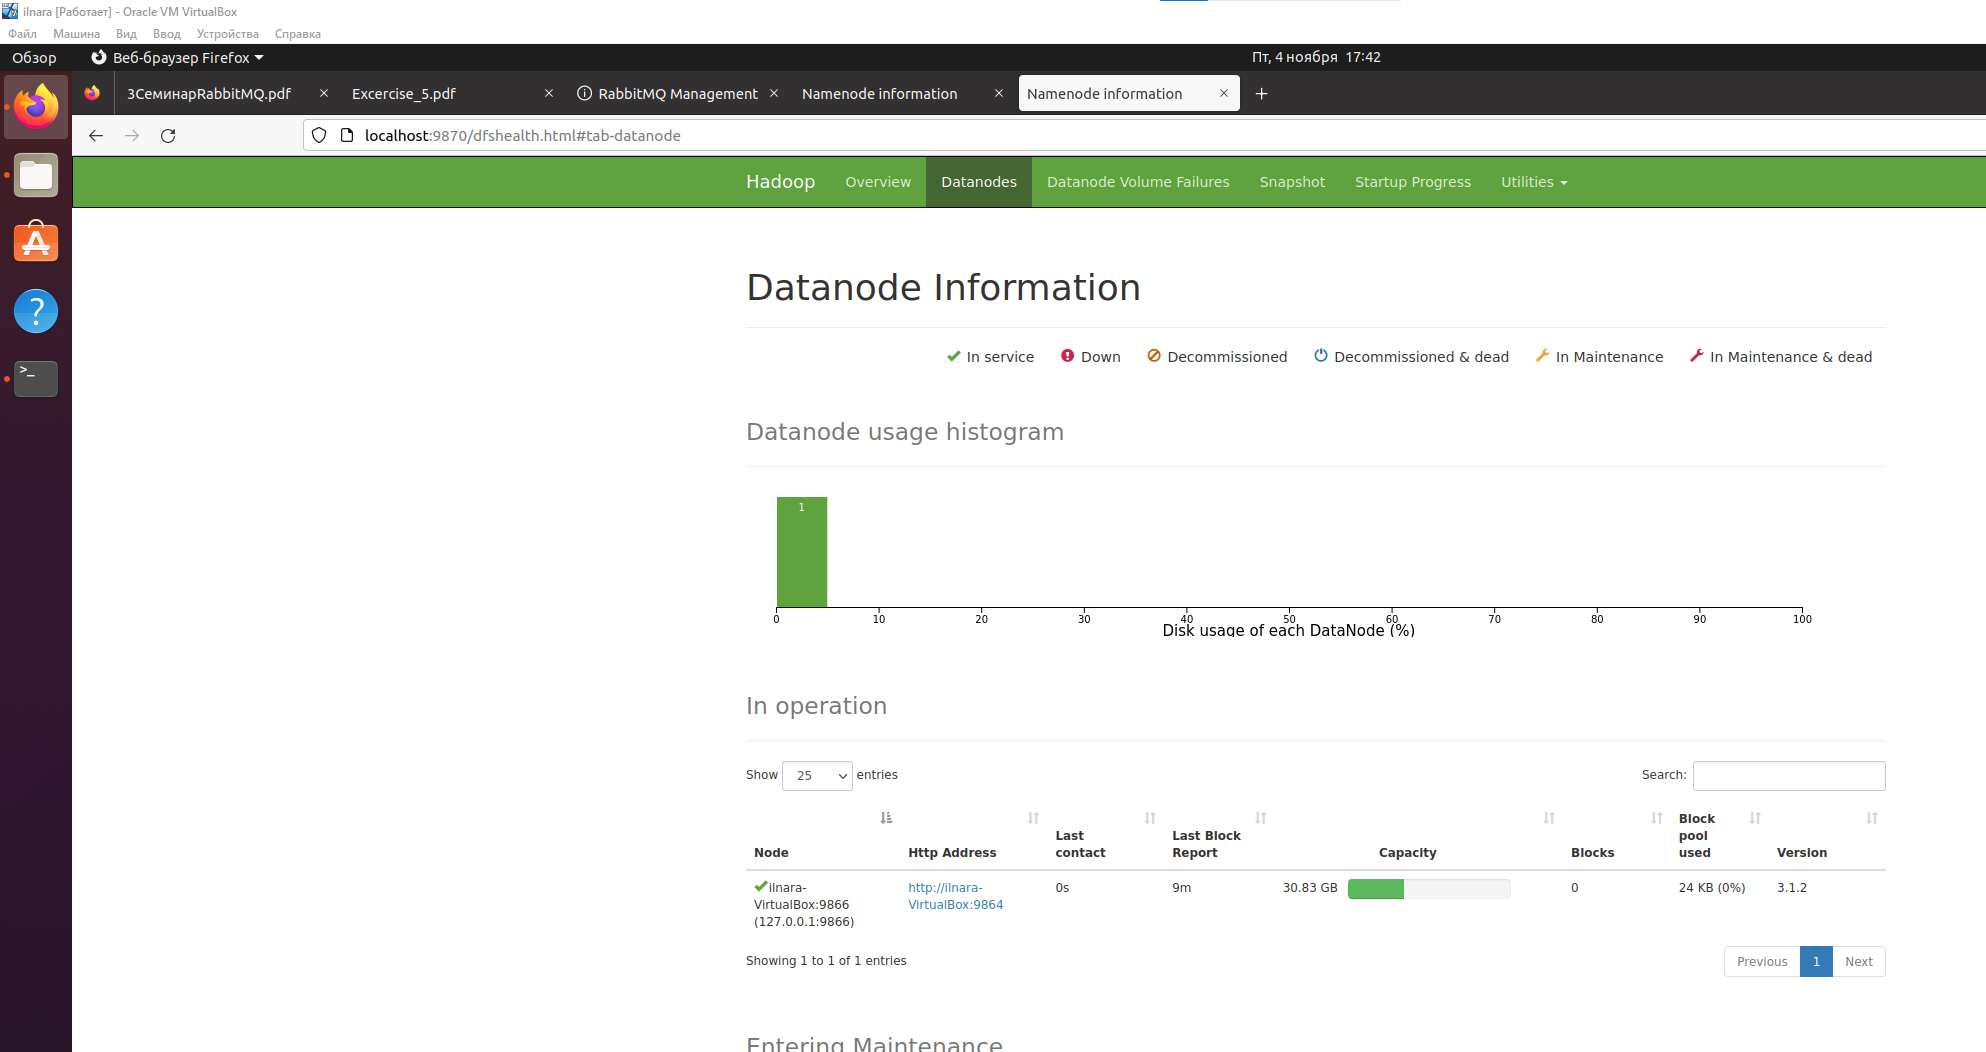 ilnara [Работает] - Oracle VM VirtualBox
Файл Машина Вид Ввод Устройства Справка
Обзор Веб-браузер Firefox Пт, 4 ноября 17:42
3СеминарRabbitMQ.pdf Excercise_5.pdf RabbitMQ Management Namenode information Namenode information
localhost:9870/dfshealth.html#tab-datanode
Hadoop Overview Datanodes Datanode Volume Failures Snapshot Startup Progress Utilities
Datanode Information
In service Down Decommissioned Decommissioned & dead In Maintenance In Maintenance & dead
Datanode usage histogram
1
0 10 20 30 40 50 60 70 80 90 100
Disk usage of each DataNode (%)
In operation
Show 25 entries Search:
Node Http Address Last contact Last Block Report Capacity Blocks Block pool used Version
ilnara-VirtualBox:9866 (127.0.0.1:9866) http://ilnara-VirtualBox:9864 0s 9m 30.83 GB 0 24 KB (0%) 3.1.2
Showing 1 to 1 of 1 entries Previous 1 Next
Entering Maintenance